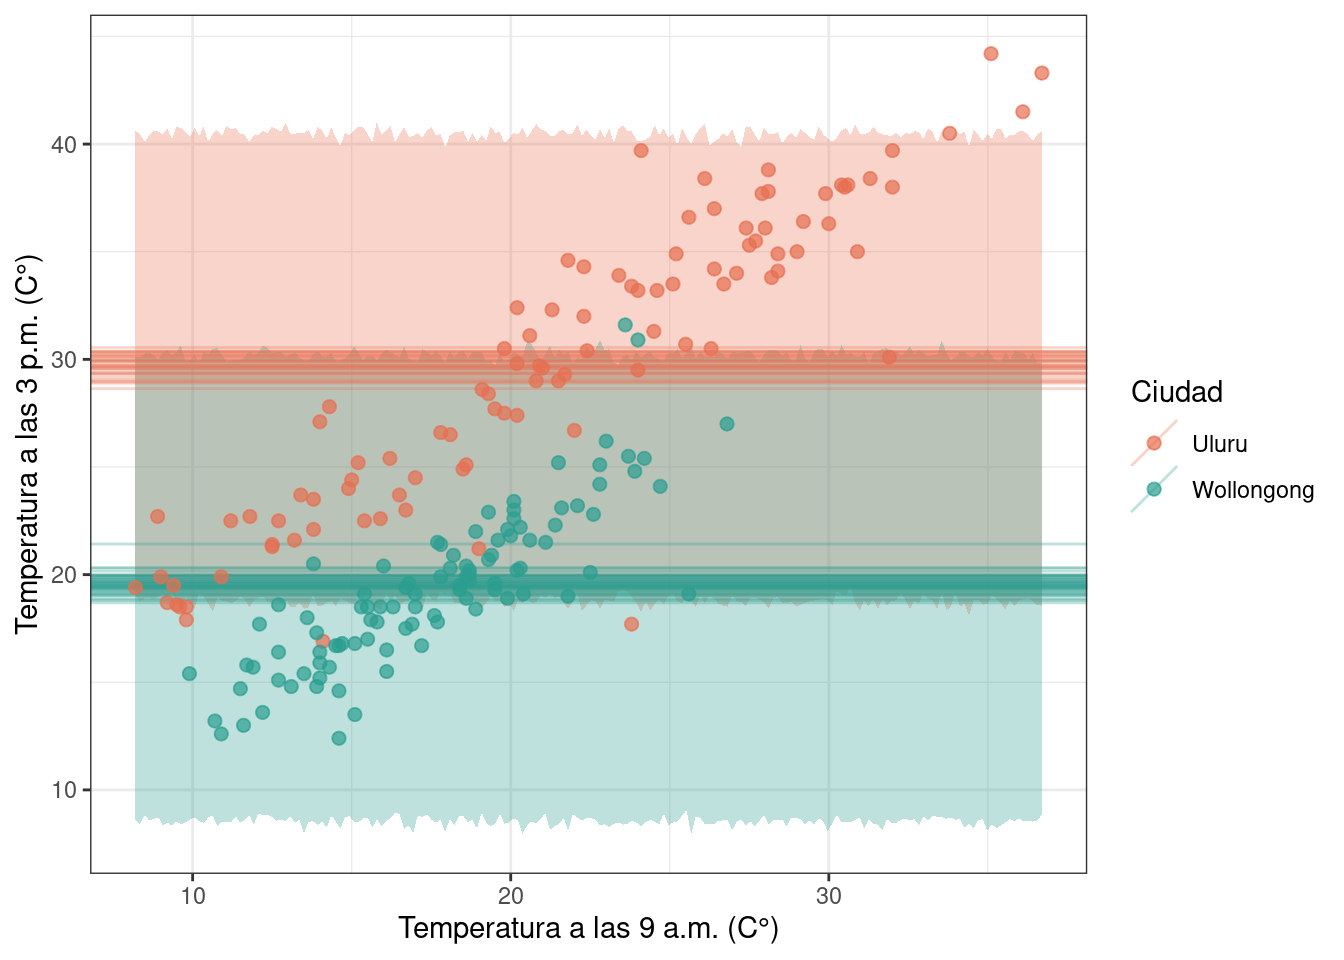 40
30
20
10
10 20 30
Temperatura a las 9 a.m. (C°)
Temperatura a las 3 p.m. (C°)
Ciudad
Uluru
Wollongong